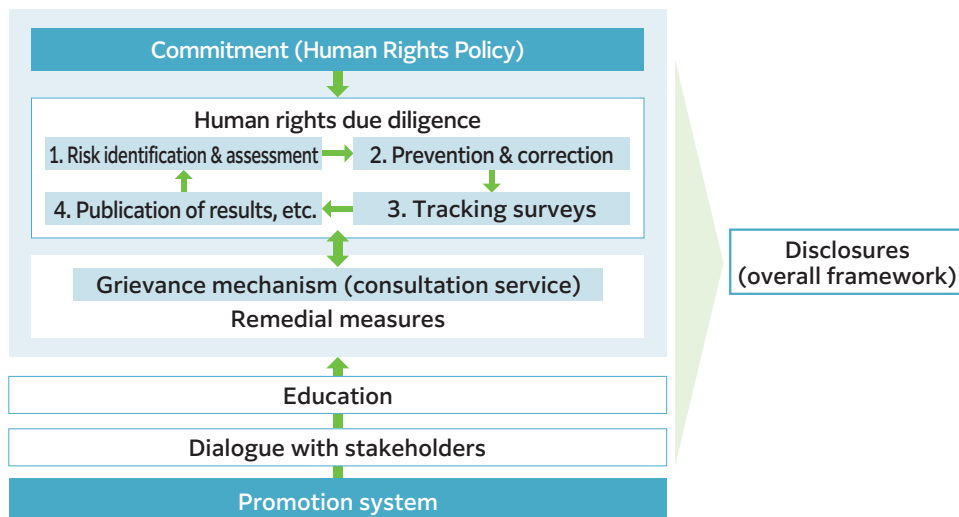 Commitment (Human Rights Policy)
Human rights due diligence
1. Risk identification & assessment
2. Prevention & correction
4. Publication of results, etc.
3. Tracking surveys
Grievance mechanism (consultation service)
Remedial measures
Education
Dialogue with stakeholders
Promotion system
Disclosures
(overall framework)